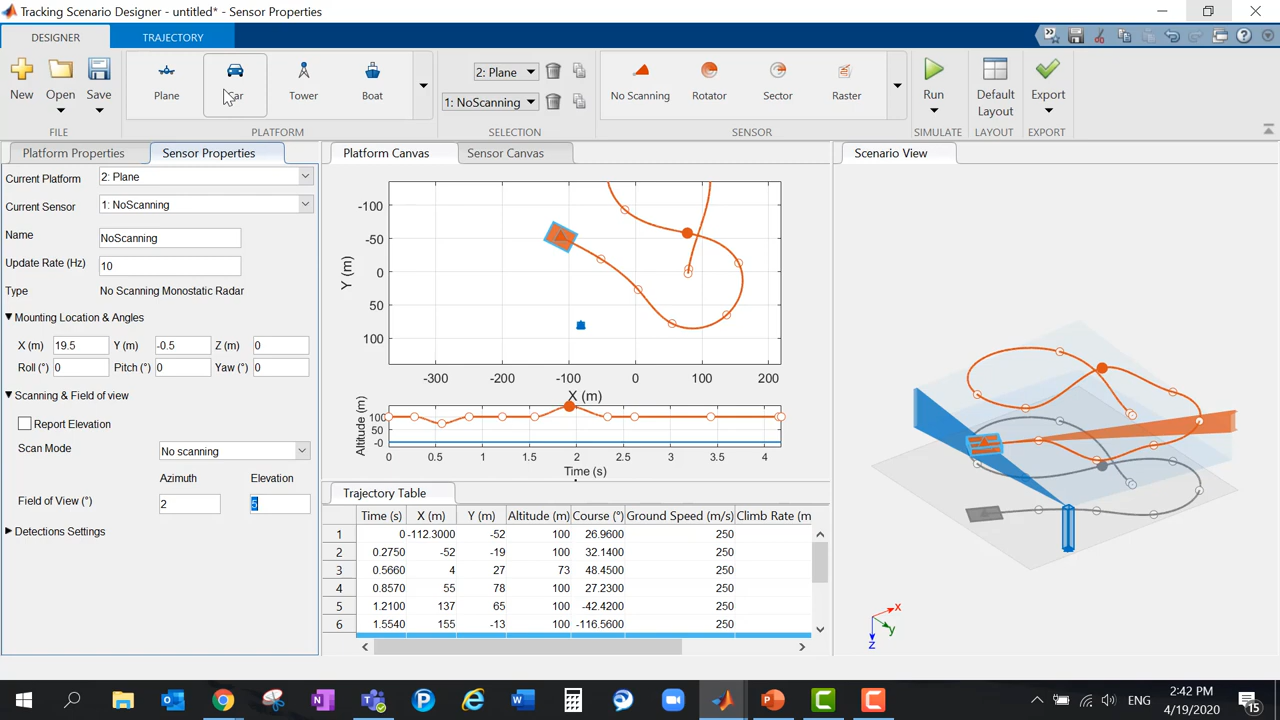 Tracking Scenario Designer - untitled* - Sensor Properties
DESIGNER TRAJECTORY
New Open Save
FILE
Plane Car Tower Boat
PLATFORM
2: Plane
1: NoScanning
SELECTION
No Scanning Rotator Sector Raster
SENSOR
Run
SIMULATE
Default
Layout
LAYOUT
Export
EXPORT
Platform Properties Sensor Properties
Current Platform 2: Plane
Current Sensor 1: NoScanning
Name NoScanning
Update Rate (Hz) 10
Type No Scanning Monostatic Radar
Mounting Location & Angles
X (m) 19.5 Y (m) -0.5 Z (m) 0
Roll (°) 0 Pitch (°) 0 Yaw (°) 0
Scanning & Field of view
Report Elevation
Scan Mode No scanning
Azimuth Elevation
Field of View (°) 2 5
Detections Settings
Platform Canvas Sensor Canvas
Y (m)
-100
-50
0
50
100
-300 -200 -100 0 100 200
X (m)
Altitude (m)
100
50
-0
0 0.5 1 1.5 2 2.5 3 3.5 4
Time (s)
Trajectory Table
Time (s) X (m) Y (m) Altitude (m) Course (°) Ground Speed (m/s) Climb Rate (m
1 0 -112.3000 -52 100 26.9600 250
2 0.2750 -52 -19 100 32.1400 250
3 0.5660 4 27 73 48.4500 250
4 0.8570 55 78 100 27.2300 250
5 1.2100 137 65 100 -42.4200 250
6 1.5540 155 -13 100 -116.5600 250
Scenario View
x
y
z
ENG
2:42 PM
4/19/2020
15